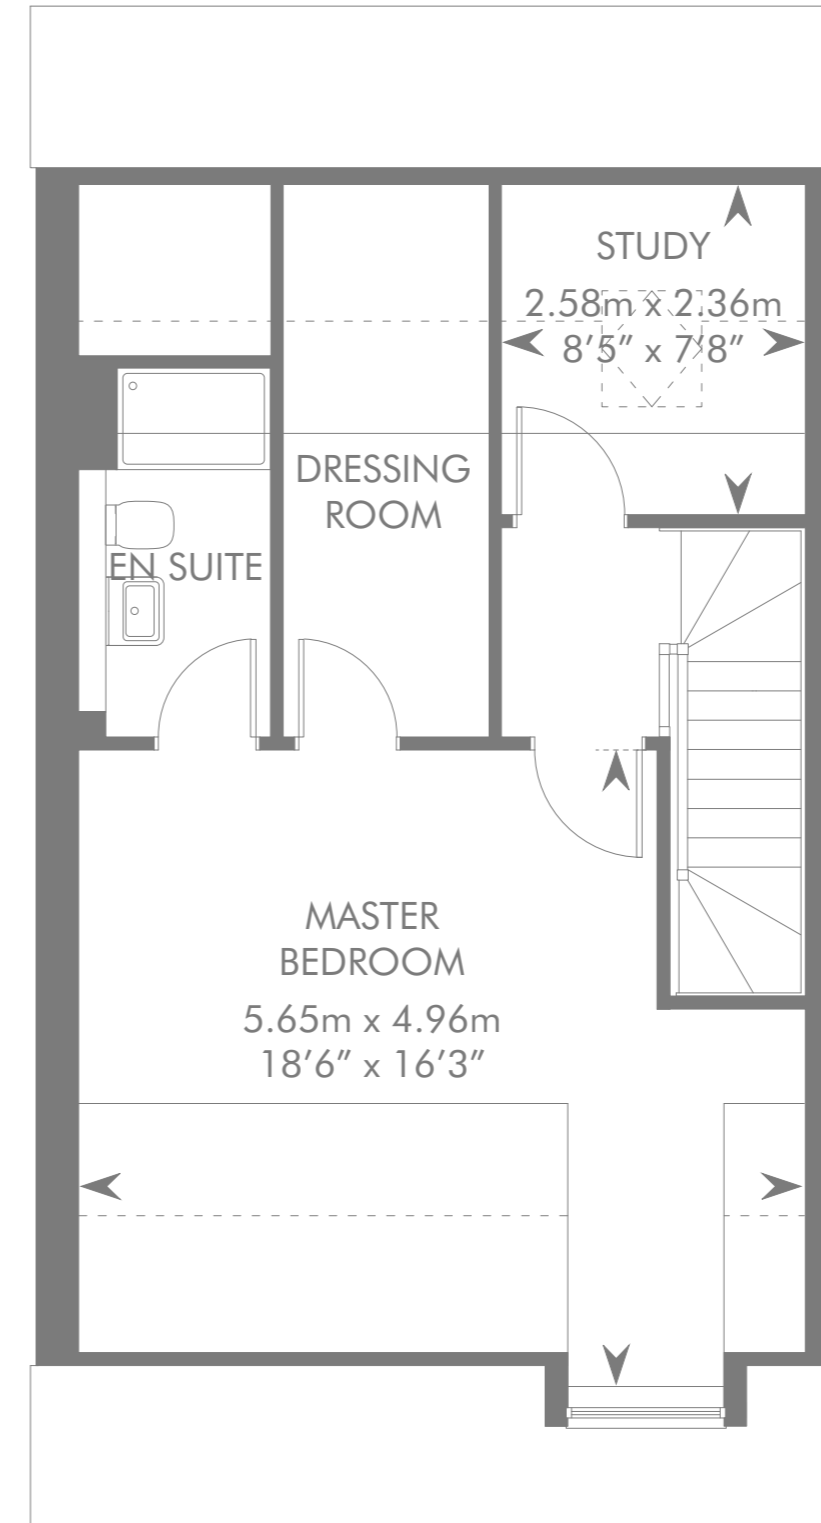 STUDY
2.58m x 2.36m
8’5” x 7’8”
DRESSING
ROOM
EN SUITE
MASTER
BEDROOM
5.65m x 4.96m
18’6” x 16’3”